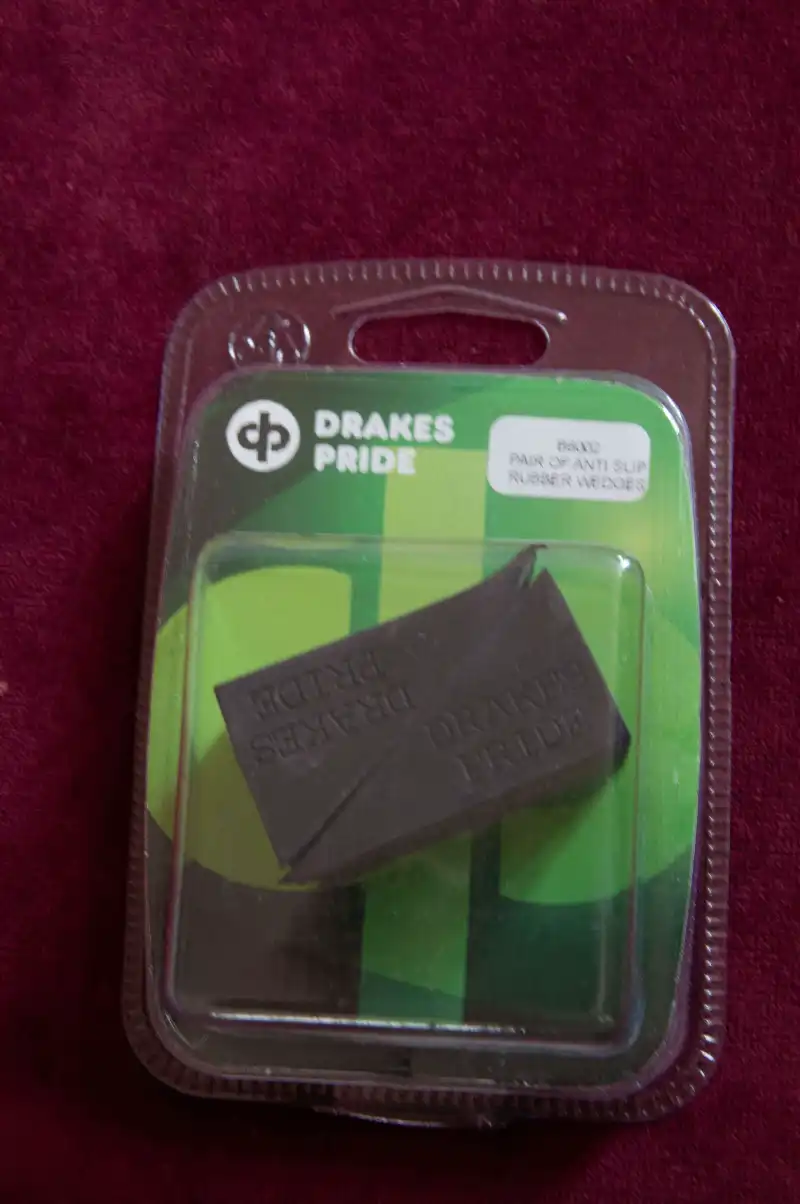 dp
DRAKES
PRIDE
PAIR OF ANTI SLIP
RUBBER WEDGES
PRIDE
DRAKES
DRAKES
PRIDE